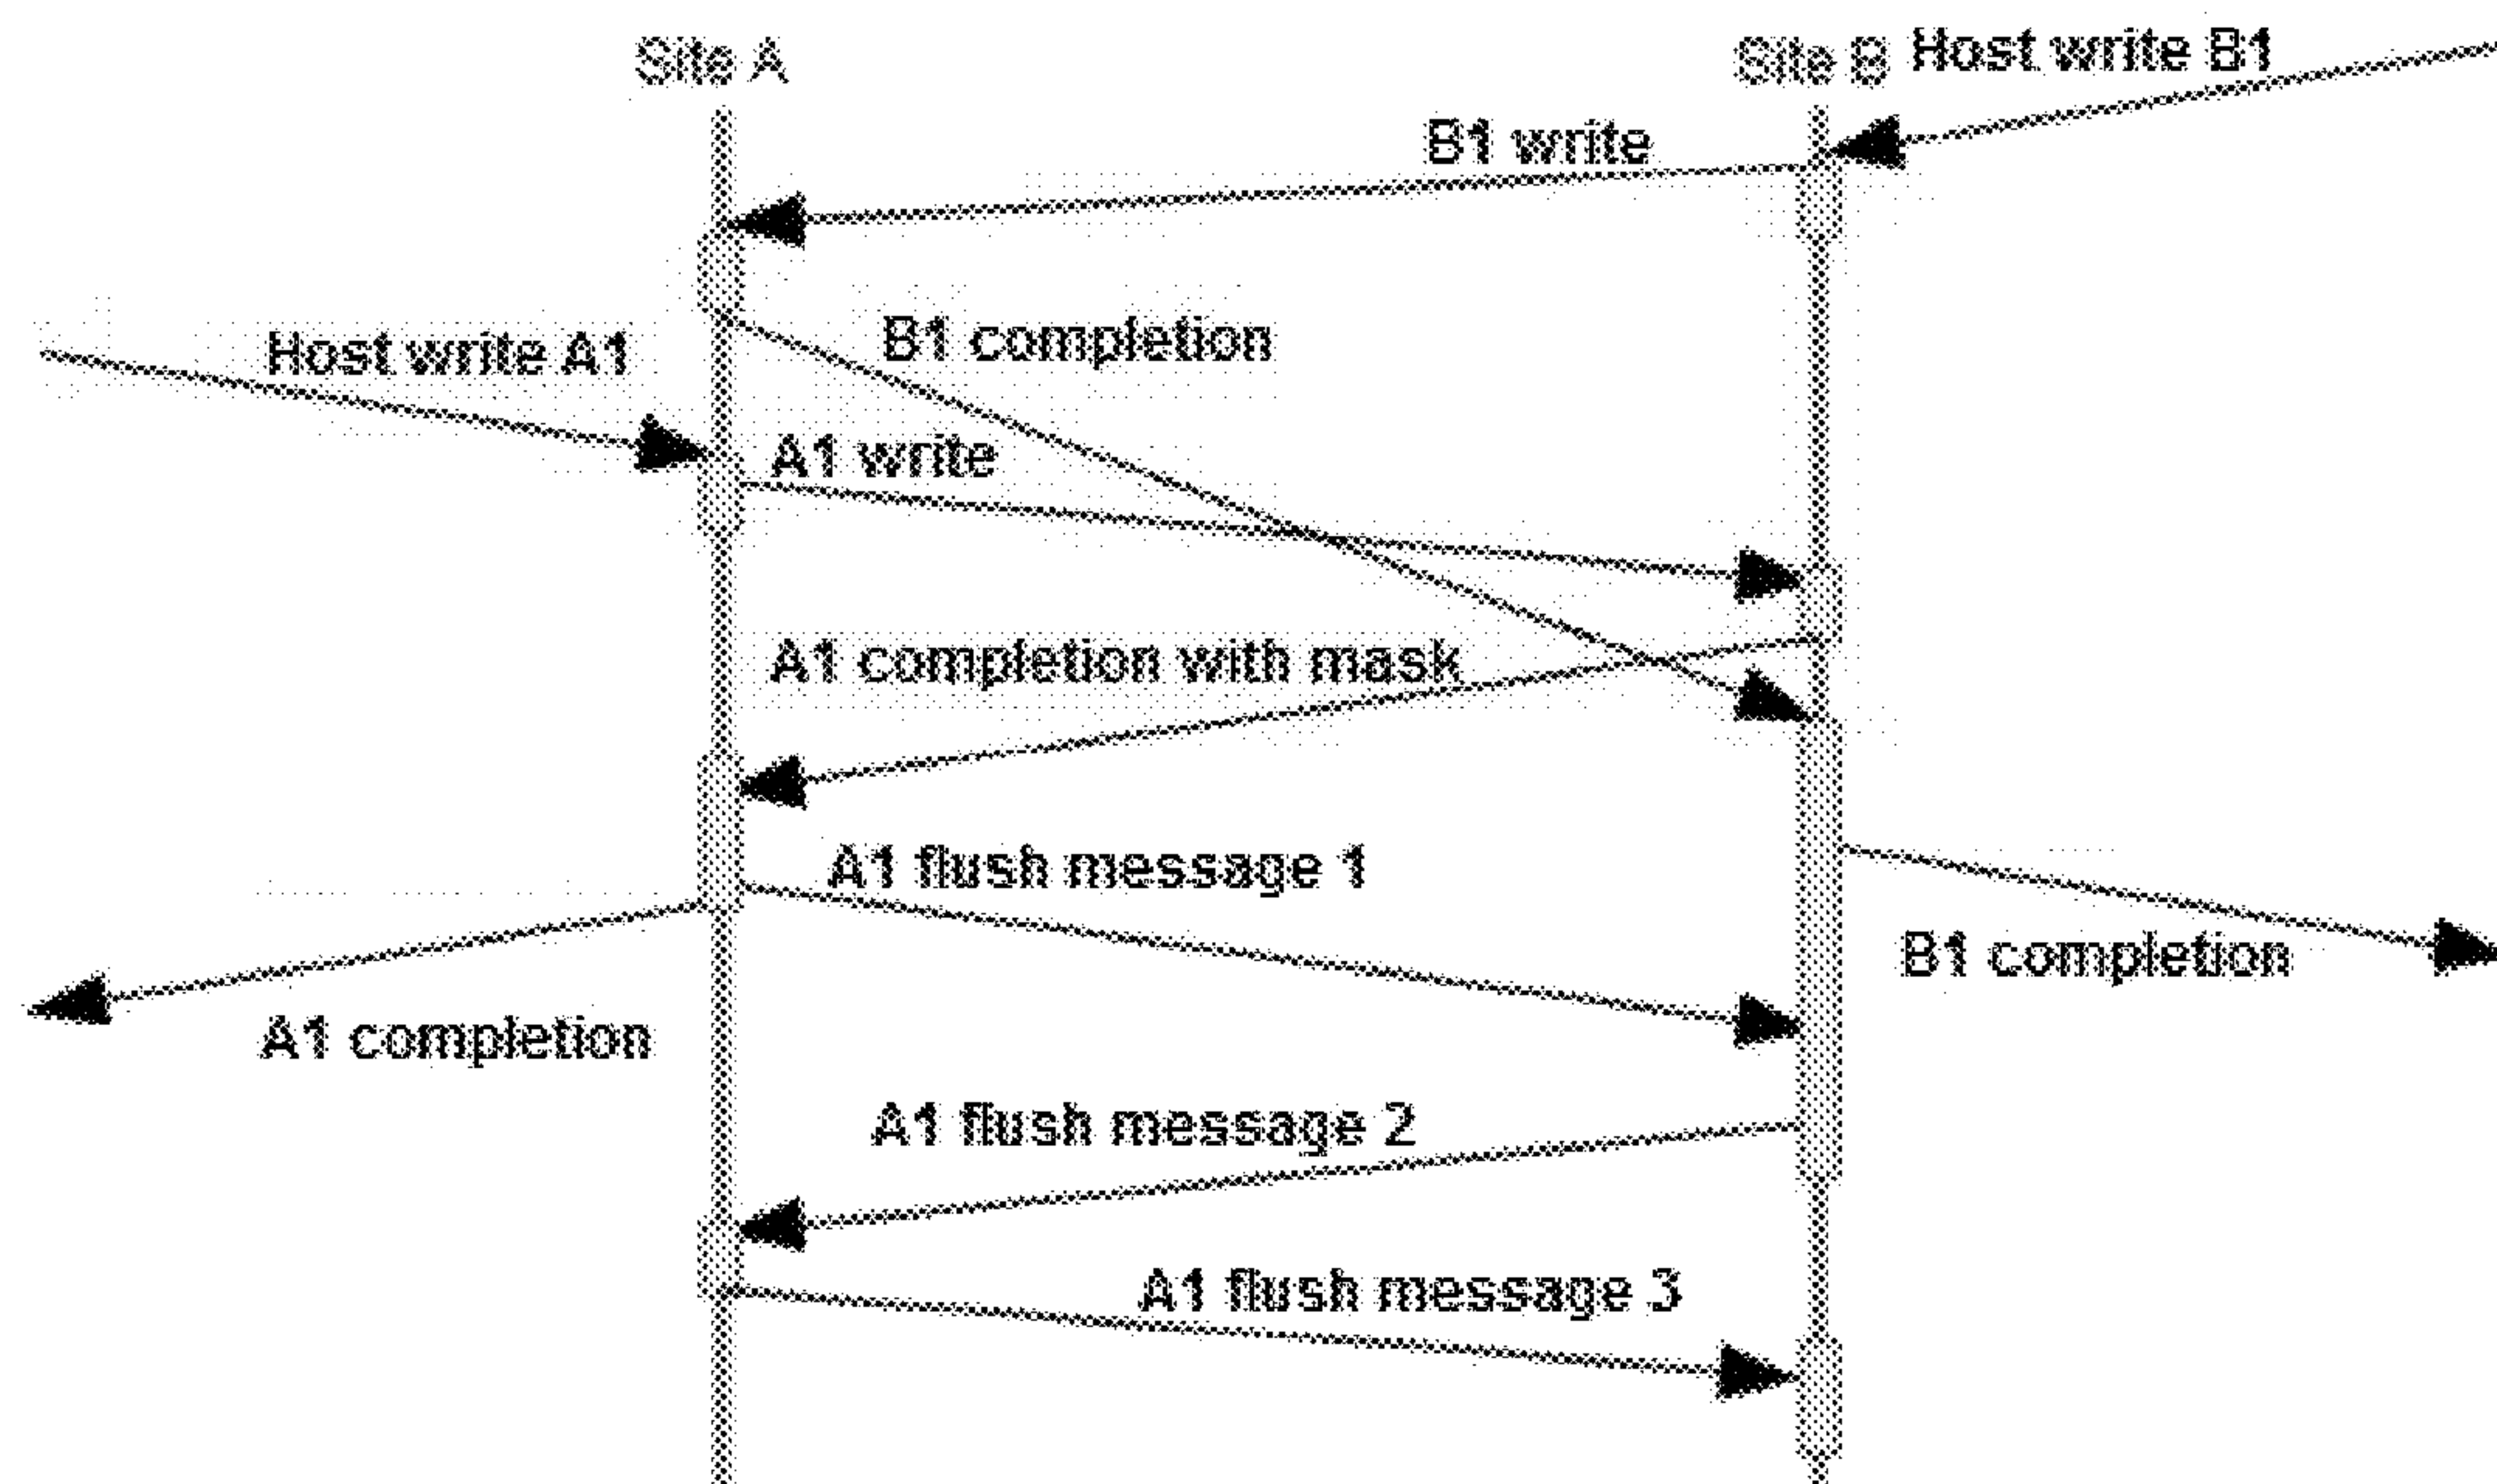 Site A
Site B
Host write B1
B1 write
B1 completion
Host write A1
A1 write
A1 completion with mask
A1 flush message 1
B1 completion
A1 completion
A1 flush message 2
A1 flush message 3